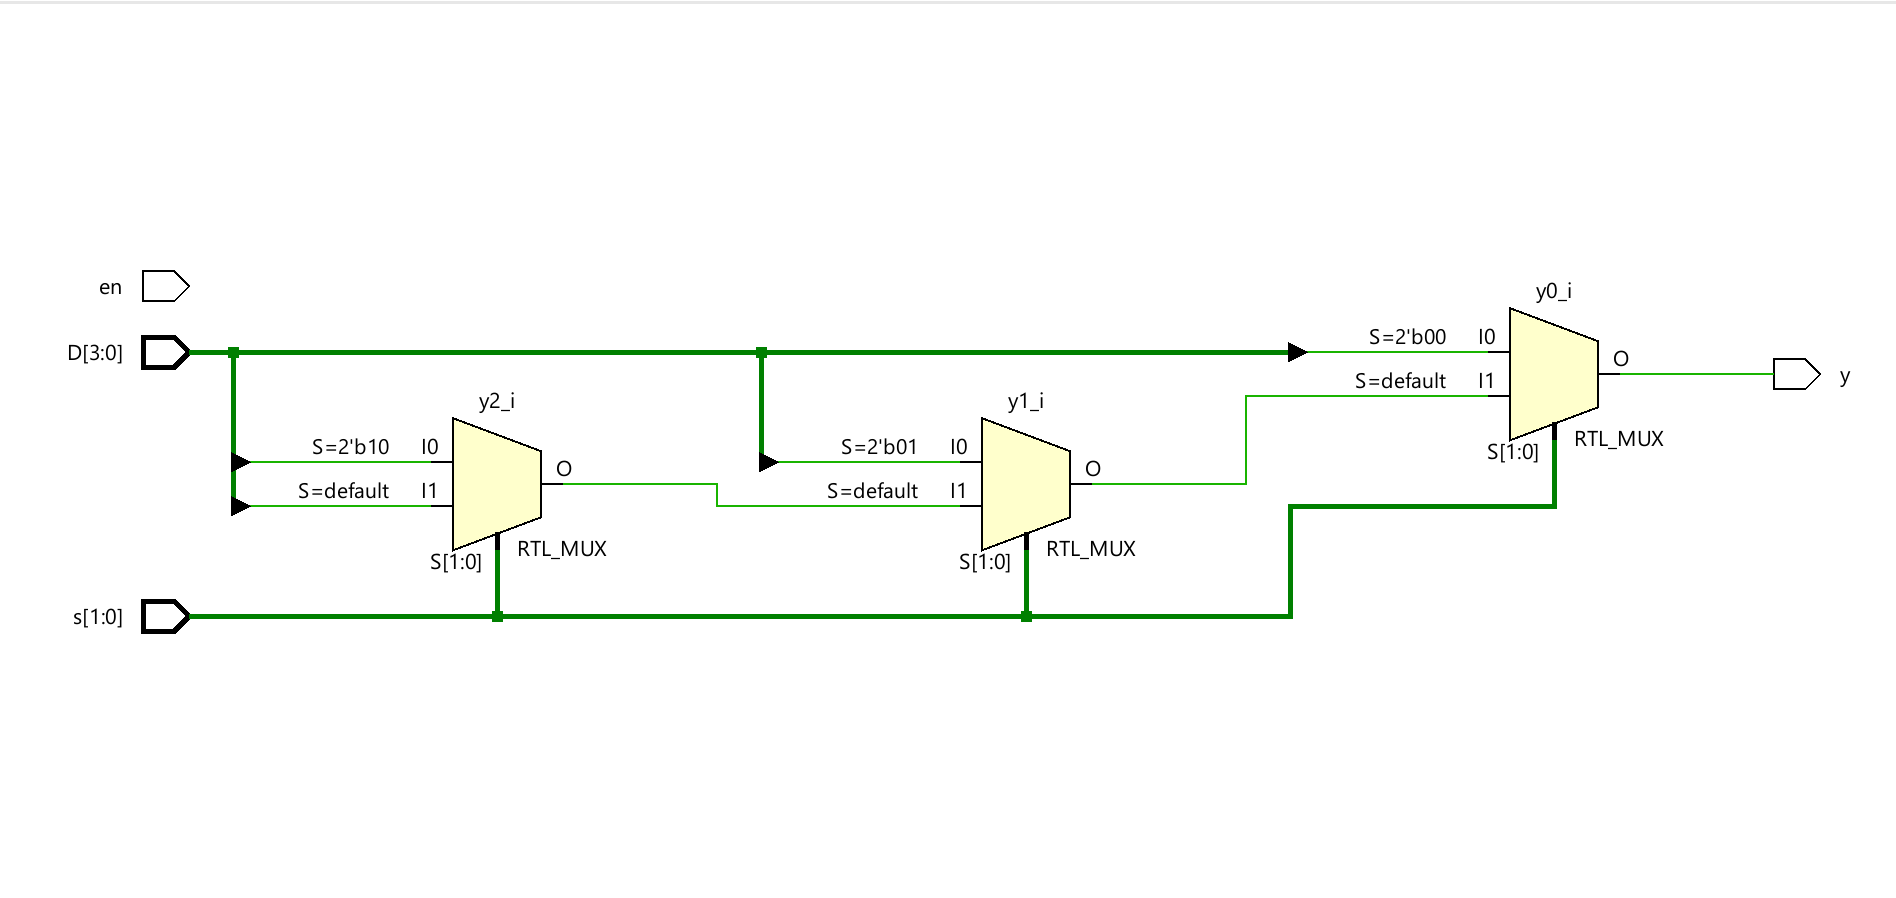 en
D[3:0]
s[1:0]
y2_i
S=2'b10 I0
S=default I1
O
S[1:0]
RTL_MUX
y1_i
S=2'b01 I0
S=default I1
O
S[1:0]
RTL_MUX
y0_i
S=2'b00 I0
S=default I1
O
S[1:0]
RTL_MUX
y